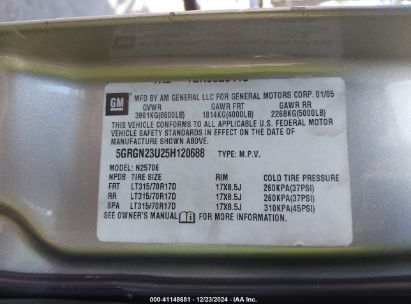 GM
MFD BY AM GENERAL LLC FOR GENERAL MOTORS CORP. 01/05
GVWR GAWR FRT GAWR RR
3901KG(8600LB) 1814KG(4000LB) 2268KG(5000LB)
THIS VEHICLE CONFORMS TO ALL APPLICABLE U.S. FEDERAL MOTOR
VEHICLE SAFETY STANDARDS IN EFFECT ON THE DATE OF
MANUFACTURE SHOWN ABOVE.
5GRGN23U25H120688 TYPE: M.P.V.
MODEL: N25706
NPDB TIRE SIZE RIM COLD TIRE PRESSURE
FRT LT315/70R17D 17X8.5J 260KPA(37PSI)
RR LT315/70R17D 17X8.5J 260KPA(37PSI)
SPA LT315/70R17D 17X8.5J 310KPA(45PSI)
SEE OWNER'S MANUAL FOR MORE INFORMATION.
000-41148681 - 12/23/2024 - IAA, Inc.